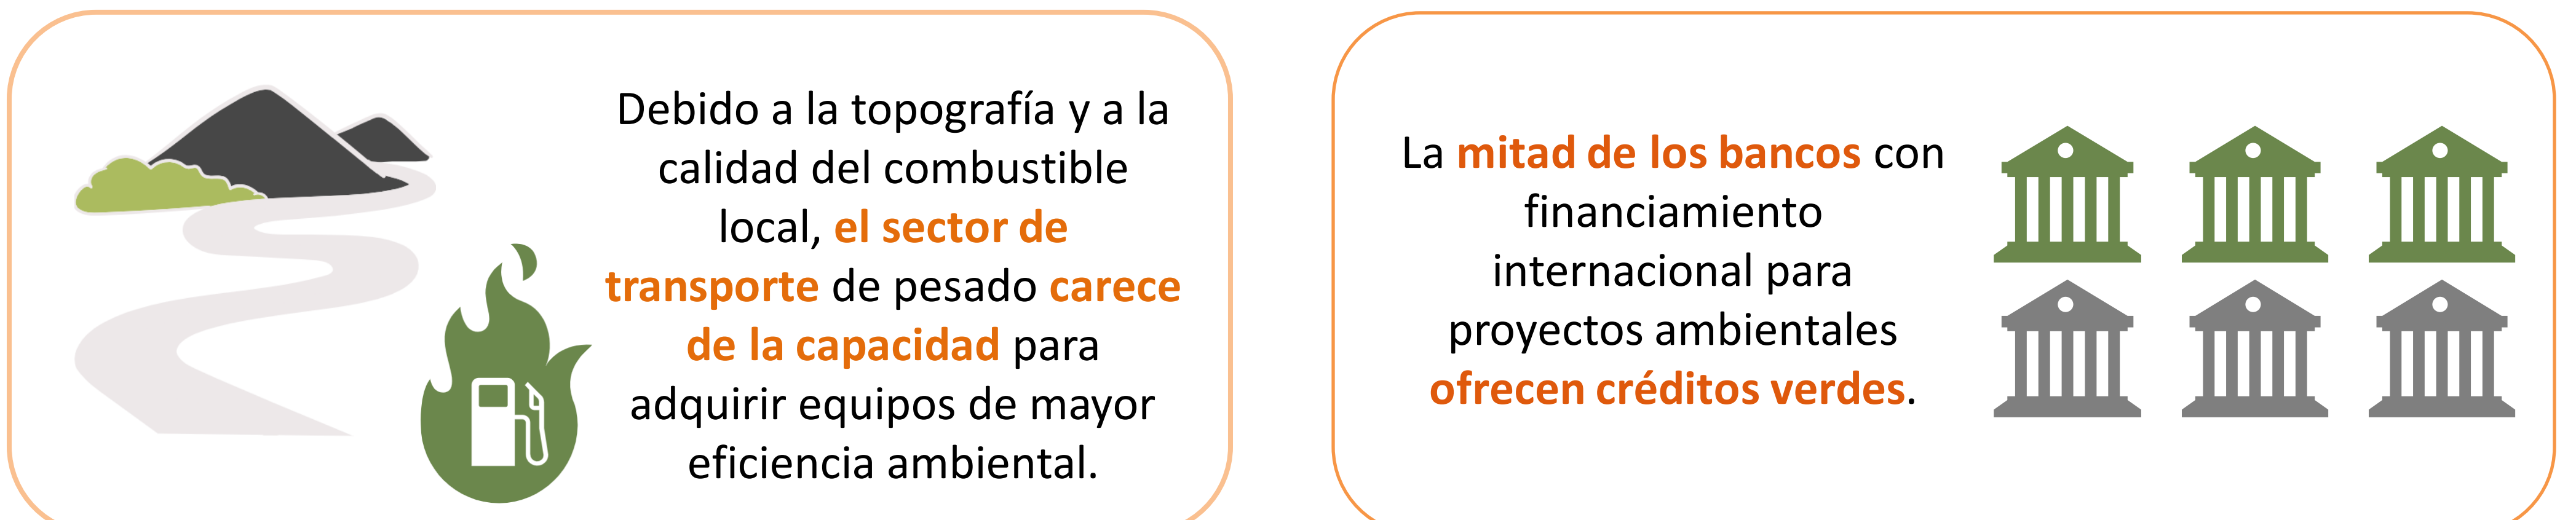 Debido a la topografía y a la
calidad del combustible
local, el sector de
transporte de pesado carece
de la capacidad para
adquirir equipos de mayor
eficiencia ambiental.
La mitad de los bancos con
financiamiento
internacional para
proyectos ambientales
ofrecen créditos verdes.